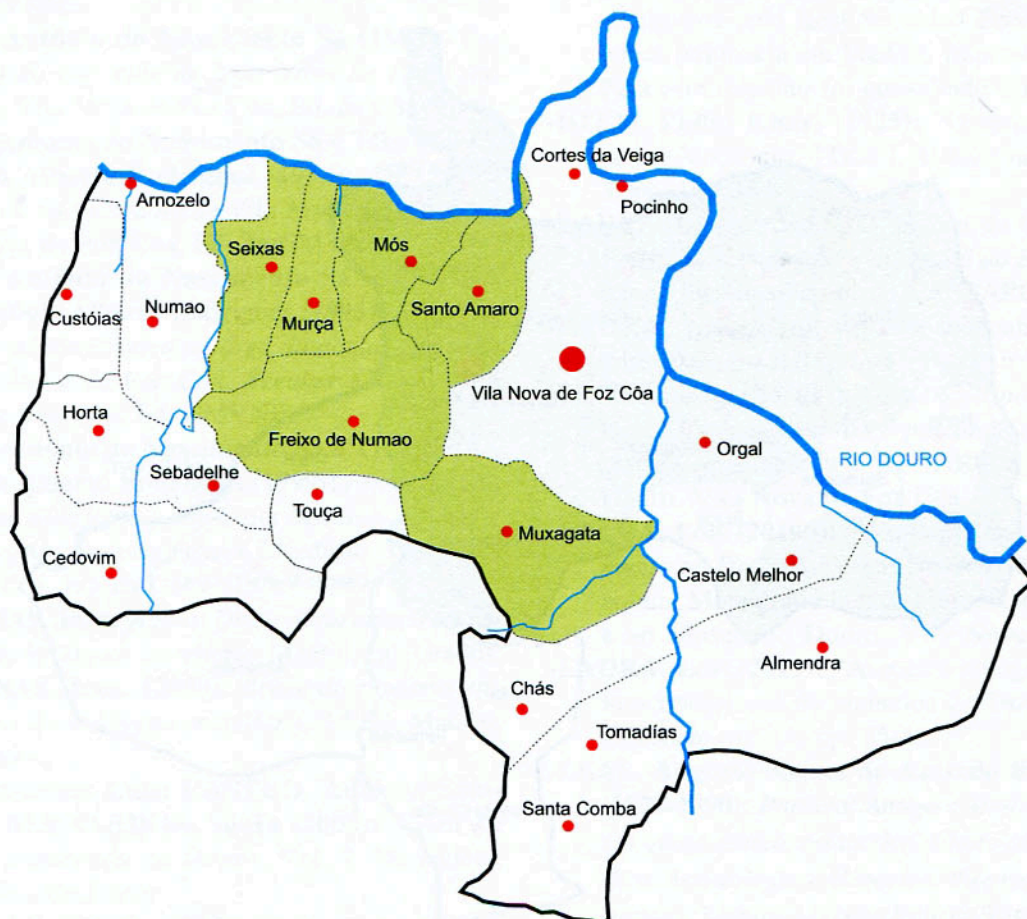 Cortes da Veiga
Pocinho
Arnozelo
Seixas
Mós
Custóias
Numao
Murça
Santo Amaro
Vila Nova de Foz Côa
Horta
Freixo de Numao
Orgal
RIO DOURO
Sebadelhe
Touça
Muxagata
Cedovim
Castelo Melhor
Almendra
Chás
Tomadías
Santa Comba